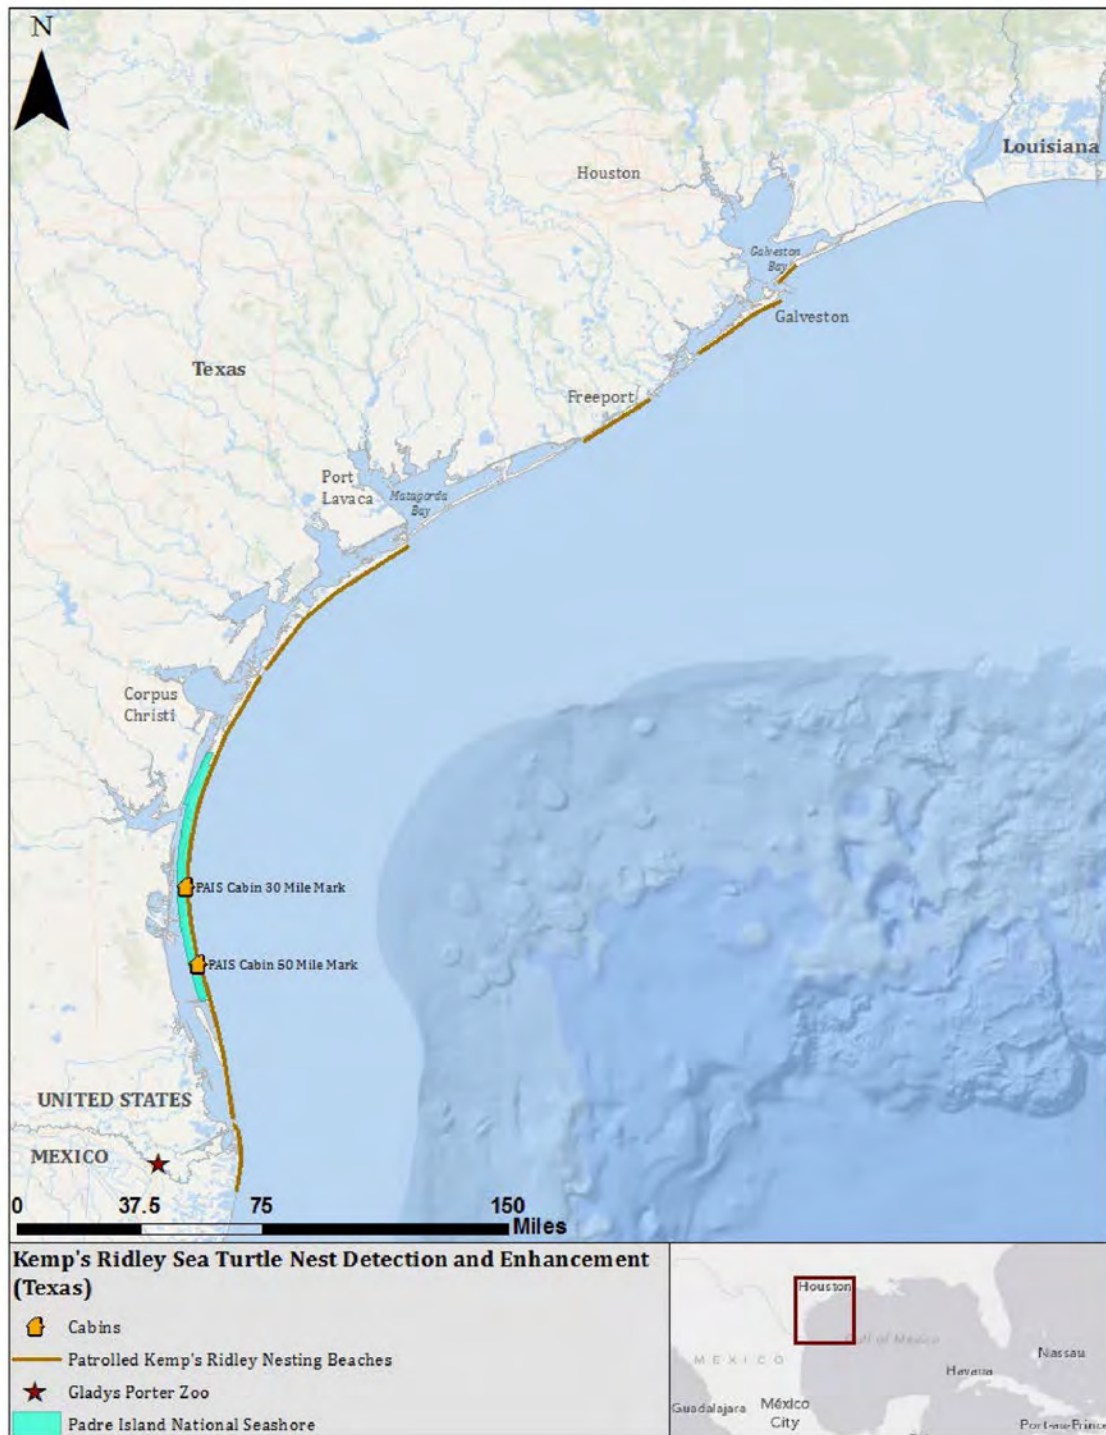 N
Louisiana
Houston
Galveston
Bay
Galveston
Texas
Freeport
Port
Lavaca
Matagorda
Bay
Corpus
Christi
PAIS Cabin 30 Mile Mark
PAIS Cabin 50 Mile Mark
UNITED STATES
MEXICO
0 37.5 75 150
Miles
Kemp's Ridley Sea Turtle Nest Detection and Enhancement
(Texas)
Cabins
Patrolled Kemp's Ridley Nesting Beaches
Gladys Porter Zoo
Padre Island National Seashore
Houston
Gulf of Mexico
MEXICO
Nassau
Havana
Guadalajara
México
City
Port-au-Prince